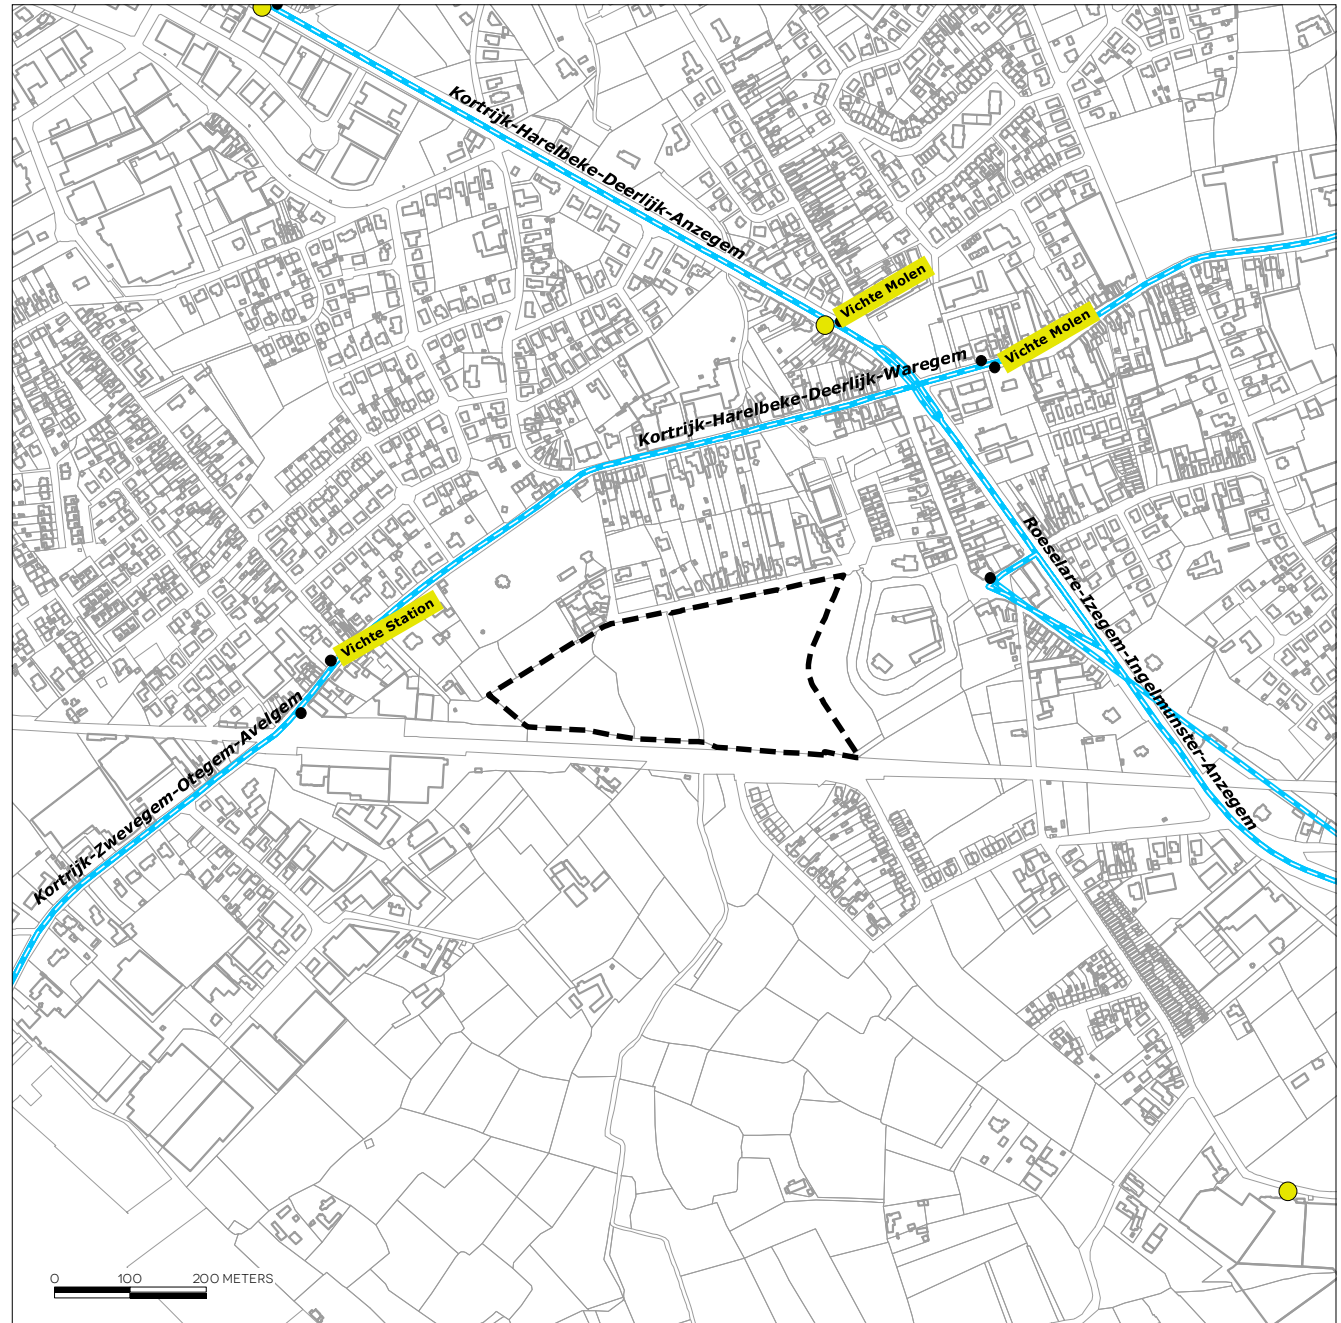 Kortrijk-Harelbeke-Deerlijk-Anzegem
Vichte Molen
Vichte Molen
Kortrijk-Harelbeke-Deerlijk-Waregem
Roeselare-Izegem-Ingelmunster-Anzegem
Vichte Station
Kortrijk-Zwevegem-Otegem-Avelgem
0 100 200 METERS